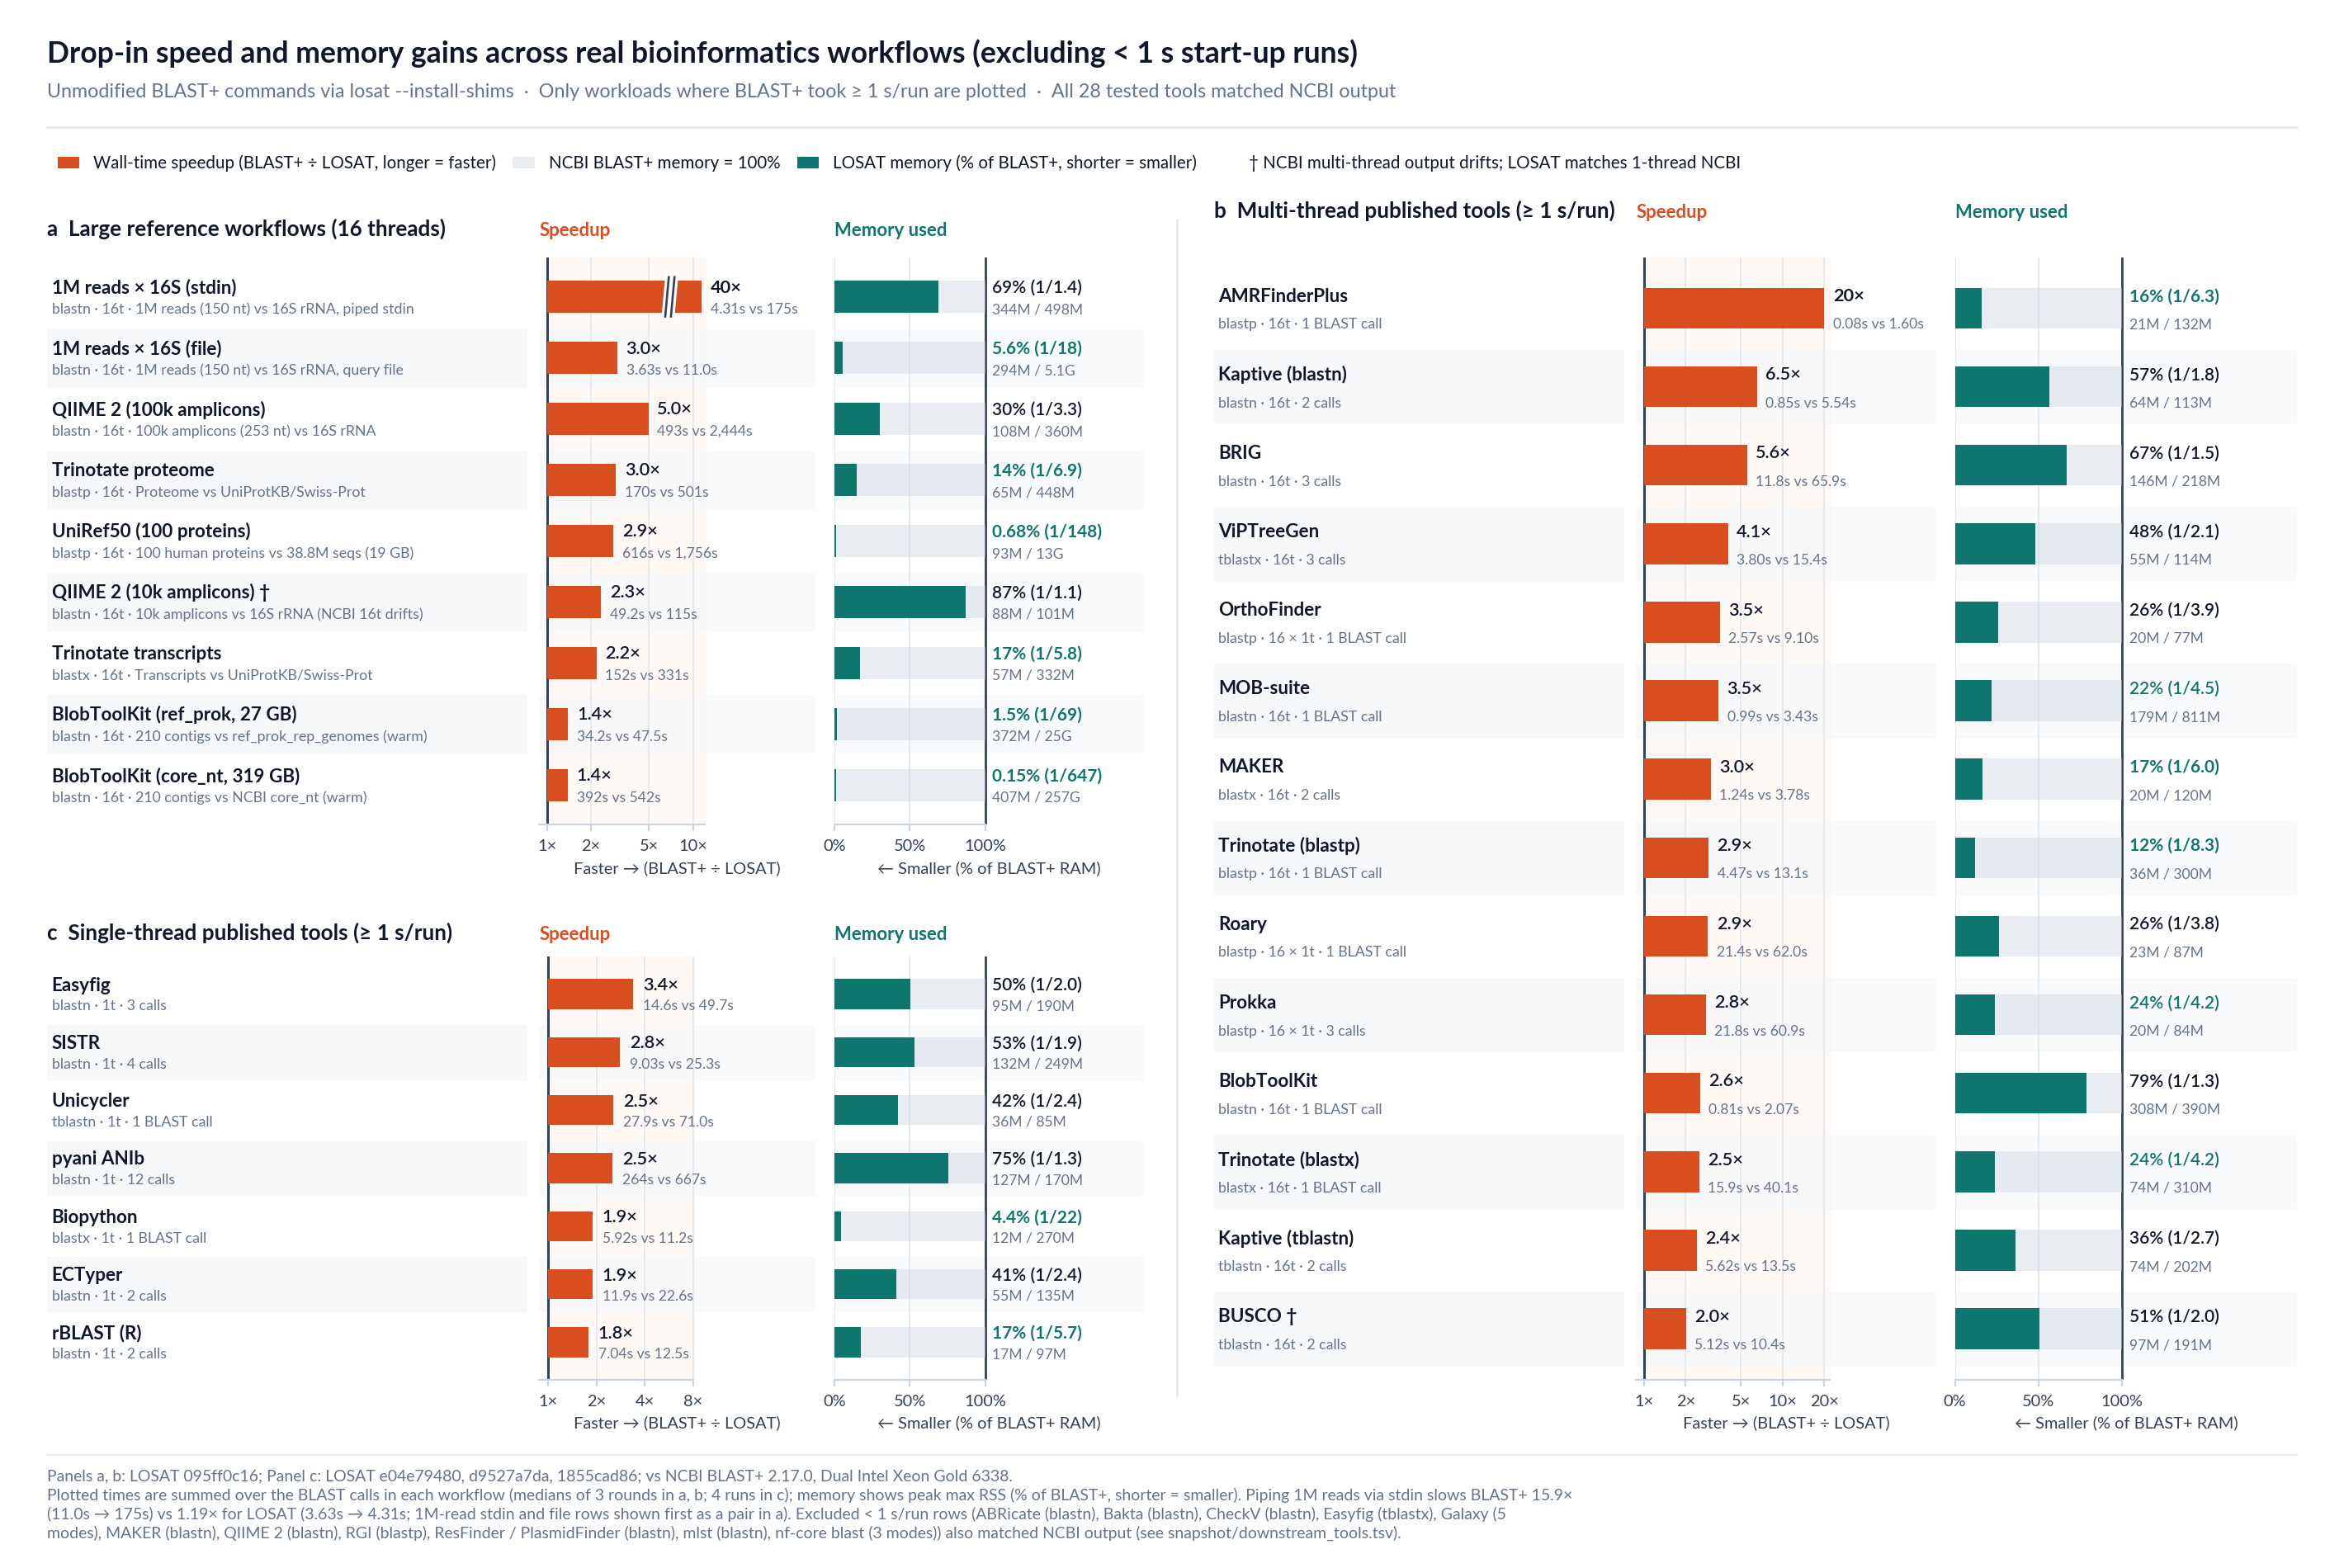 Drop-in speed and memory gains across real bioinformatics workflows (excluding < 1 s start-up runs)
Unmodified BLAST+ commands via losat --install-shims · Only workloads where BLAST+ took ≥ 1 s/run are plotted · All 28 tested tools matched NCBI output
Wall-time speedup (BLAST+ ÷ LOSAT, longer = faster)
NCBI BLAST+ memory = 100%
LOSAT memory (% of BLAST+, shorter = smaller)
† NCBI multi-thread output drifts; LOSAT matches 1-thread NCBI
a Large reference workflows (16 threads)
Speedup
Memory used
1M reads × 16S (stdin)
blastn · 16t · 1M reads (150 nt) vs 16S rRNA, piped stdin
40×
4.31s vs 175s
69% (1/1.4)
344M / 498M
1M reads × 16S (file)
blastn · 16t · 1M reads (150 nt) vs 16S rRNA, query file
3.0×
3.63s vs 11.0s
5.6% (1/18)
294M / 5.1G
QIIME 2 (100k amplicons)
blastn · 16t · 100k amplicons (253 nt) vs 16S rRNA
5.0×
493s vs 2,444s
30% (1/3.3)
108M / 360M
Trinotate proteome
blastp · 16t · Proteome vs UniProtKB/Swiss-Prot
3.0×
170s vs 501s
14% (1/6.9)
65M / 448M
UniRef50 (100 proteins)
blastp · 16t · 100 human proteins vs 38.8M seqs (19 GB)
2.9×
616s vs 1,756s
0.68% (1/148)
93M / 13G
QIIME 2 (10k amplicons) †
blastn · 16t · 10k amplicons vs 16S rRNA (NCBI 16t drifts)
2.3×
49.2s vs 115s
87% (1/1.1)
88M / 101M
Trinotate transcripts
blastx · 16t · Transcripts vs UniProtKB/Swiss-Prot
2.2×
152s vs 331s
17% (1/5.8)
57M / 332M
BlobToolKit (ref_prok, 27 GB)
blastn · 16t · 210 contigs vs ref_prok_rep_genomes (warm)
1.4×
34.2s vs 47.5s
1.5% (1/69)
372M / 25G
BlobToolKit (core_nt, 319 GB)
blastn · 16t · 210 contigs vs NCBI core_nt (warm)
1.4×
392s vs 542s
0.15% (1/647)
407M / 257G
1× 2× 5× 10×
Faster → (BLAST+ ÷ LOSAT)
0% 50% 100%
← Smaller (% of BLAST+ RAM)
b Multi-thread published tools (≥ 1 s/run)
Speedup
Memory used
AMRFinderPlus
blastp · 16t · 1 BLAST call
20×
0.08s vs 1.60s
16% (1/6.3)
21M / 132M
Kaptive (blastn)
blastn · 16t · 2 calls
6.5×
0.85s vs 5.54s
57% (1/1.8)
64M / 113M
BRIG
blastn · 16t · 3 calls
5.6×
11.8s vs 65.9s
67% (1/1.5)
146M / 218M
ViPTreeGen
tblastx · 16t · 3 calls
4.1×
3.80s vs 15.4s
48% (1/2.1)
55M / 114M
OrthoFinder
blastp · 16 × 1t · 1 BLAST call
3.5×
2.57s vs 9.10s
26% (1/3.9)
20M / 77M
MOB-suite
blastn · 16t · 1 BLAST call
3.5×
0.99s vs 3.43s
22% (1/4.5)
179M / 811M
MAKER
blastx · 16t · 2 calls
3.0×
1.24s vs 3.78s
17% (1/6.0)
20M / 120M
Trinotate (blastp)
blastp · 16t · 1 BLAST call
2.9×
4.47s vs 13.1s
12% (1/8.3)
36M / 300M
Roary
blastp · 16 × 1t · 1 BLAST call
2.9×
21.4s vs 62.0s
26% (1/3.8)
23M / 87M
Prokka
blastp · 16 × 1t · 3 calls
2.8×
21.8s vs 60.9s
24% (1/4.2)
20M / 84M
BlobToolKit
blastn · 16t · 1 BLAST call
2.6×
0.81s vs 2.07s
79% (1/1.3)
308M / 390M
Trinotate (blastx)
blastx · 16t · 1 BLAST call
2.5×
15.9s vs 40.1s
24% (1/4.2)
74M / 310M
Kaptive (tblastn)
tblastn · 16t · 2 calls
2.4×
5.62s vs 13.5s
36% (1/2.7)
74M / 202M
BUSCO †
tblastn · 16t · 2 calls
2.0×
5.12s vs 10.4s
51% (1/2.0)
97M / 191M
1× 2× 5× 10× 20×
Faster → (BLAST+ ÷ LOSAT)
0% 50% 100%
← Smaller (% of BLAST+ RAM)
c Single-thread published tools (≥ 1 s/run)
Speedup
Memory used
Easyfig
blastn · 1t · 3 calls
3.4×
14.6s vs 49.7s
50% (1/2.0)
95M / 190M
SISTR
blastn · 1t · 4 calls
2.8×
9.03s vs 25.3s
53% (1/1.9)
132M / 249M
Unicycler
tblastn · 1t · 1 BLAST call
2.5×
27.9s vs 71.0s
42% (1/2.4)
36M / 85M
pyani ANIb
blastn · 1t · 12 calls
2.5×
264s vs 667s
75% (1/1.3)
127M / 170M
Biopython
blastx · 1t · 1 BLAST call
1.9×
5.92s vs 11.2s
4.4% (1/22)
12M / 270M
ECTyper
blastn · 1t · 2 calls
1.9×
11.9s vs 22.6s
41% (1/2.4)
55M / 135M
rBLAST (R)
blastn · 1t · 2 calls
1.8×
7.04s vs 12.5s
17% (1/5.7)
17M / 97M
1× 2× 4× 8×
Faster → (BLAST+ ÷ LOSAT)
0% 50% 100%
← Smaller (% of BLAST+ RAM)
Panels a, b: LOSAT 095ff0c16; Panel c: LOSAT e04e79480, d9527a7da, 1855cad86; vs NCBI BLAST+ 2.17.0, Dual Intel Xeon Gold 6338.
Plotted times are summed over the BLAST calls in each workflow (medians of 3 rounds in a, b; 4 runs in c); memory shows peak max RSS (% of BLAST+, shorter = smaller). Piping 1M reads via stdin slows BLAST+ 15.9×
(11.0s → 175s) vs 1.19× for LOSAT (3.63s → 4.31s; 1M-read stdin and file rows shown first as a pair in a). Excluded < 1 s/run rows (ABRicate (blastn), Bakta (blastn), CheckV (blastn), Easyfig (tblastx), Galaxy (5
modes), MAKER (blastn), QIIME 2 (blastn), RGI (blastp), ResFinder / PlasmidFinder (blastn), mlst (blastn), nf-core blast (3 modes)) also matched NCBI output (see snapshot/downstream_tools.tsv).